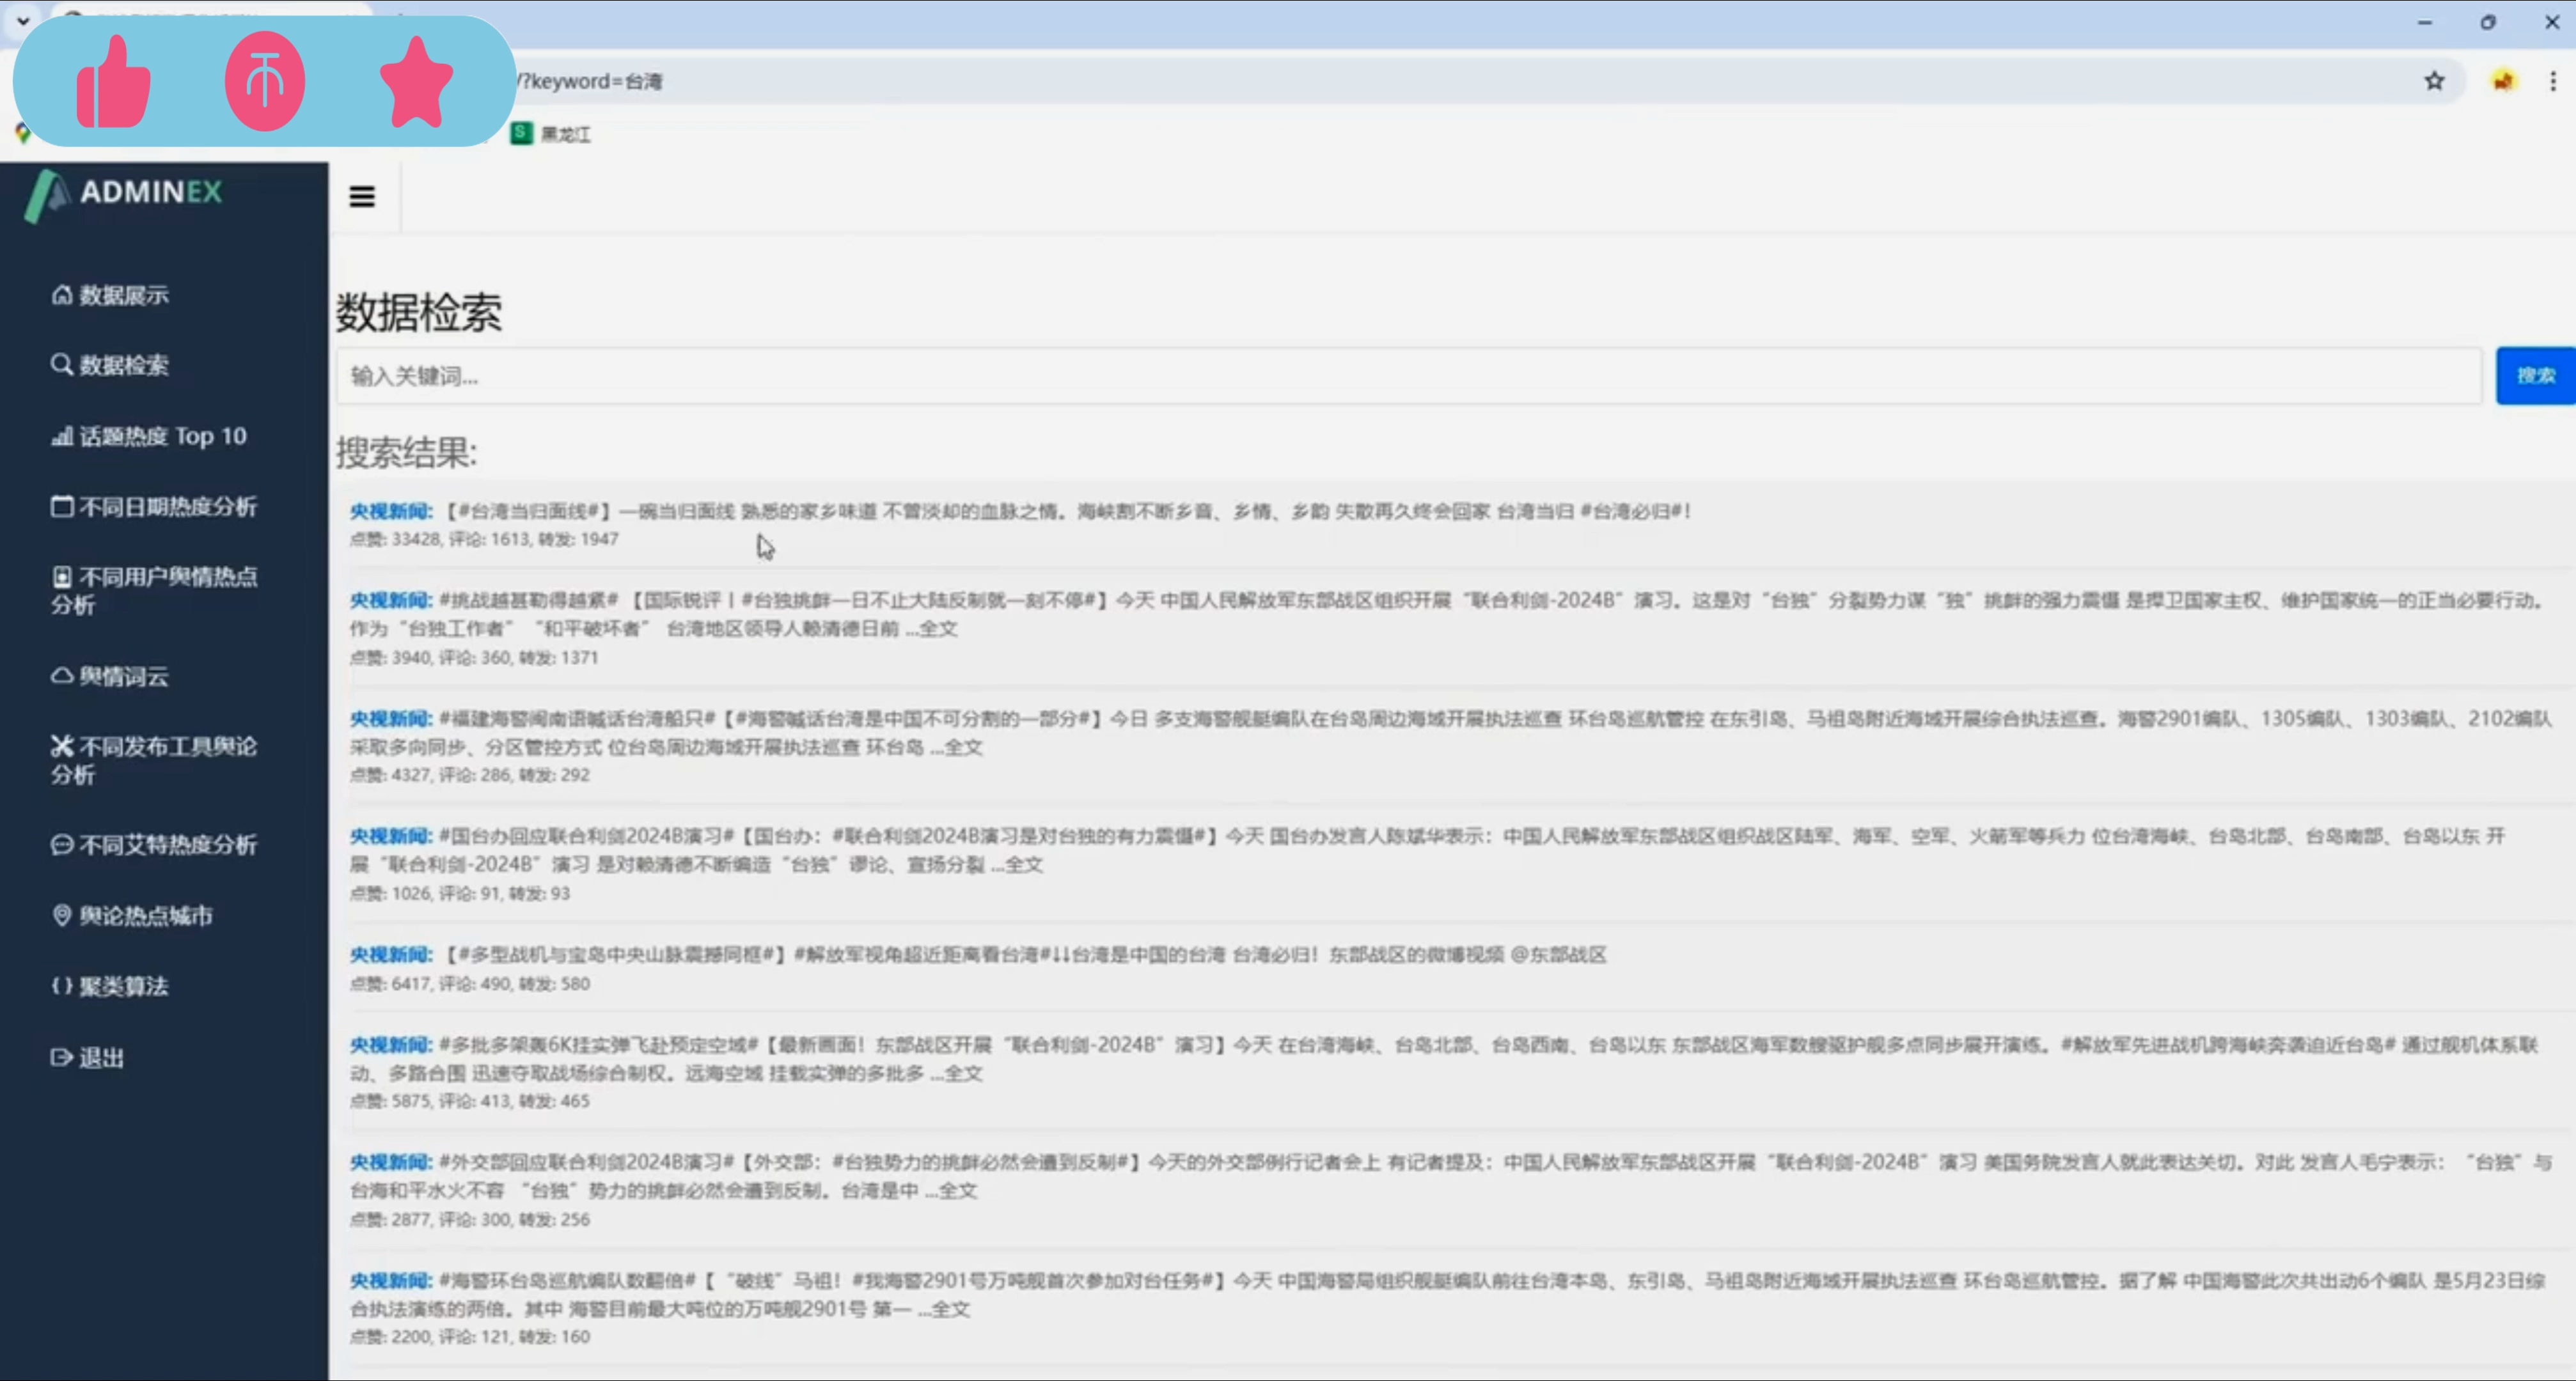 /?keyword=台湾
黑龙江
ADMINEX
数据展示
数据检索
话题热度 Top 10
不同日期热度分析
不同用户舆情热点
分析
舆情词云
不同发布工具舆论
分析
不同艾特热度分析
舆论热点城市
聚类算法
退出
数据检索
输入关键词...
搜索
搜索结果:
央视新闻: 【#台湾当归面线#】一碗当归面线 熟悉的家乡味道 不曾淡却的血脉之情。海峡割不断乡音、乡情、乡韵 失散再久终会回家 台湾当归 #台湾必归#！
点赞: 33428, 评论: 1613, 转发: 1947
央视新闻: #挑战越甚勒得越紧# 【国际锐评丨#台独挑衅一日不止大陆反制就一刻不停#】今天 中国人民解放军东部战区组织开展“联合利剑-2024B”演习。这是对“台独”分裂势力谋“独”挑衅的强力震慑 是捍卫国家主权、维护国家统一的正当必要行动。
作为“台独工作者” “和平破坏者” 台湾地区领导人赖清德日前 ...全文
点赞: 3940, 评论: 360, 转发: 1371
央视新闻: #福建海警闽南语喊话台湾船只#【#海警喊话台湾是中国不可分割的一部分#】今日 多支海警舰艇编队在台岛周边海域开展执法巡查 环台岛巡航管控 在东引岛、马祖岛附近海域开展综合执法巡查。海警2901编队、1305编队、1303编队、2102编队
采取多向同步、分区管控方式 位台岛周边海域开展执法巡查 环台岛 ...全文
点赞: 4327, 评论: 286, 转发: 292
央视新闻: #国台办回应联合利剑2024B演习#【国台办：#联合利剑2024B演习是对台独的有力震慑#】今天 国台办发言人陈斌华表示：中国人民解放军东部战区组织战区陆军、海军、空军、火箭军等兵力 位台湾海峡、台岛北部、台岛南部、台岛以东 开
展“联合利剑-2024B”演习 是对赖清德不断编造“台独”谬论、宣扬分裂 ...全文
点赞: 1026, 评论: 91, 转发: 93
央视新闻: 【#多型战机与宝岛中央山脉震撼同框#】#解放军视角超近距离看台湾#↓↓台湾是中国的台湾 台湾必归！东部战区的微博视频 @东部战区
点赞: 6417, 评论: 490, 转发: 580
央视新闻: #多批多架轰6K挂实弹飞赴预定空域#【最新画面！东部战区开展“联合利剑-2024B”演习】今天 在台湾海峡、台岛北部、台岛西南、台岛以东 东部战区海军数艘驱护舰多点同步展开演练。#解放军先进战机跨海峡奔袭迫近台岛# 通过舰机体系联
动、多路合围 迅速夺取战场综合制权。远海空域 挂载实弹的多批多 ...全文
点赞: 5875, 评论: 413, 转发: 465
央视新闻: #外交部回应联合利剑2024B演习#【外交部：#台独势力的挑衅必然会遭到反制#】今天的外交部例行记者会上 有记者提及：中国人民解放军东部战区开展“联合利剑-2024B”演习 美国务院发言人就此表达关切。对此 发言人毛宁表示：“台独”与
台海和平水火不容 “台独”势力的挑衅必然会遭到反制。台湾是中 ...全文
点赞: 2877, 评论: 300, 转发: 256
央视新闻: #海警环台岛巡航编队数翻倍#【“破线”马祖！#我海警2901号万吨舰首次参加对台任务#】今天 中国海警局组织舰艇编队前往台湾本岛、东引岛、马祖岛附近海域开展执法巡查 环台岛巡航管控。据了解 中国海警此次共出动6个编队 是5月23日综
合执法演练的两倍。其中 海警目前最大吨位的万吨舰2901号 第一 ...全文
点赞: 2200, 评论: 121, 转发: 160